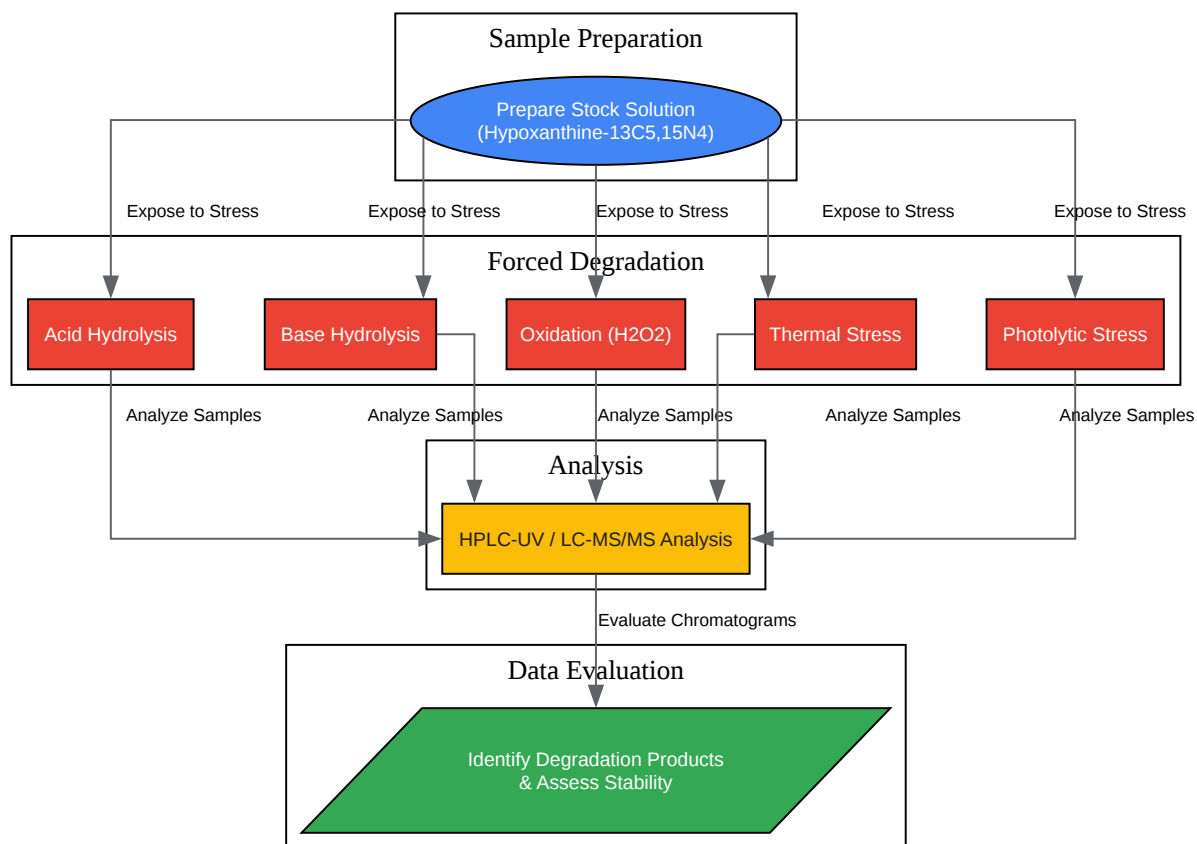 Sample Preparation
Prepare Stock Solution
(Hypoxanthine-13C5,15N4)
Expose to Stress
Expose to Stress
Expose to Stress
Expose to Stress
Expose to Stress
Forced Degradation
Acid Hydrolysis
Base Hydrolysis
Oxidation (H2O2)
Thermal Stress
Photolytic Stress
Analyze Samples
Analyze Samples
Analyze Samples
Analyze Samples
Analyze Samples
Analysis
HPLC-UV / LC-MS/MS Analysis
Evaluate Chromatograms
Data Evaluation
Identify Degradation Products
& Assess Stability